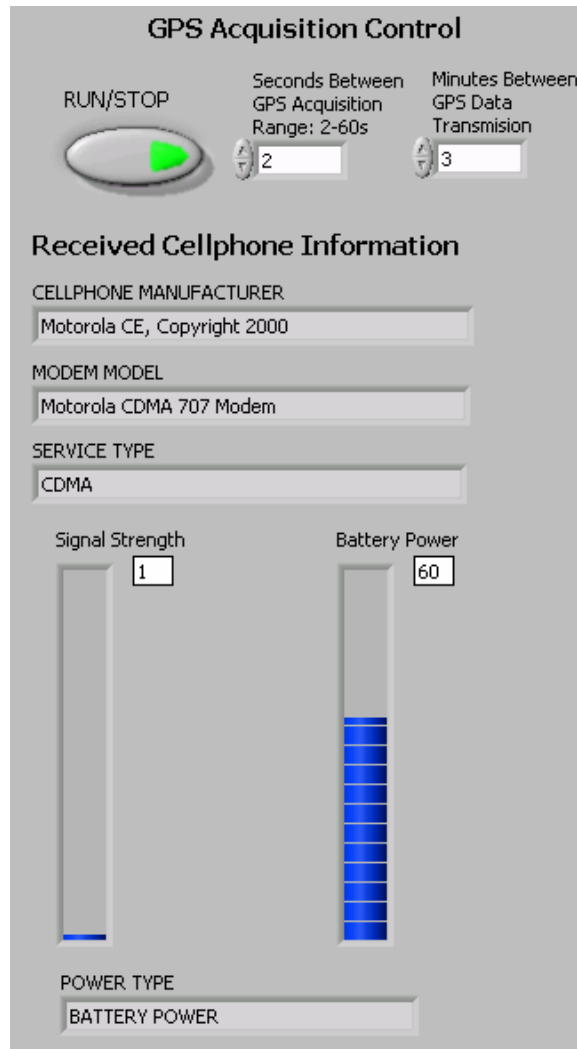 GPS Acquisition Control
RUN/STOP
Seconds Between
GPS Acquisition
Range: 2-60s
2
Minutes Between
GPS Data
Transmision
3
Received Cellphone Information
CELLPHONE MANUFACTURER
Motorola CE, Copyright 2000
MODEM MODEL
Motorola CDMA 707 Modem
SERVICE TYPE
CDMA
Signal Strength
1
Battery Power
60
POWER TYPE
BATTERY POWER